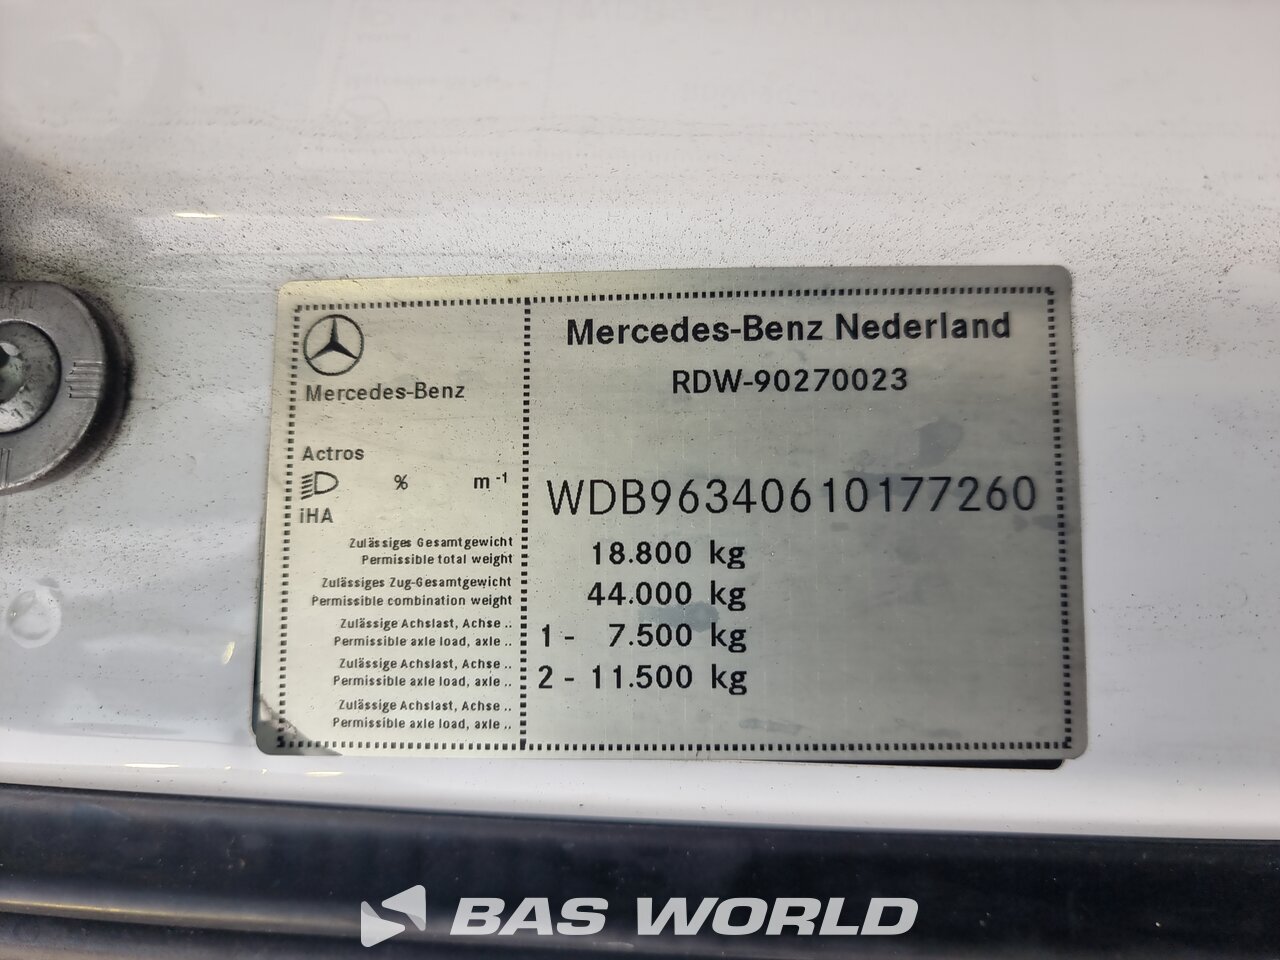 Mercedes-Benz
Actros
% m⁻¹
iHA
Zulässiges Gesamtgewicht
Permissible total weight
Zulässiges Zug-Gesamtgewicht
Permissible combination weight
Zulässige Achslast, Achse ..
Permissible axle load, axle ..
Zulässige Achslast, Achse ..
Permissible axle load, axle ..
Zulässige Achslast, Achse ..
Permissible axle load, axle ..
Mercedes-Benz Nederland
RDW-90270023
WDB96340610177260
18.800 kg
44.000 kg
1 - 7.500 kg
2 - 11.500 kg
BAS WORLD